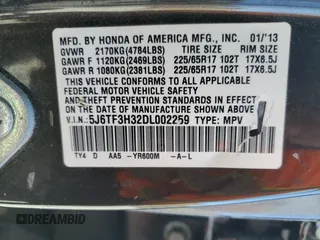 MFD. BY HONDA OF AMERICA MFG., INC. 01/'13
GVWR 2170KG(4784LBS) TIRE SIZE RIM SIZE
GAWR F 1120KG(2469LBS) 225/65R17 102T 17X6.5J
GAWR R 1080KG(2381LBS) 225/65R17 102T 17X6.5J
THIS VEHICLE CONFORMS TO ALL APPLICABLE
FEDERAL MOTOR VEHICLE SAFETY AND
THEFT PREVENTION STANDARDS IN EFFECT ON
THE DATE OF MANUFACTURE SHOWN ABOVE.
V.I.N.: 5J6TF3H32DL002259 TYPE: MPV
TY4 D AA5 -YR600M -A-L
DREAMBID